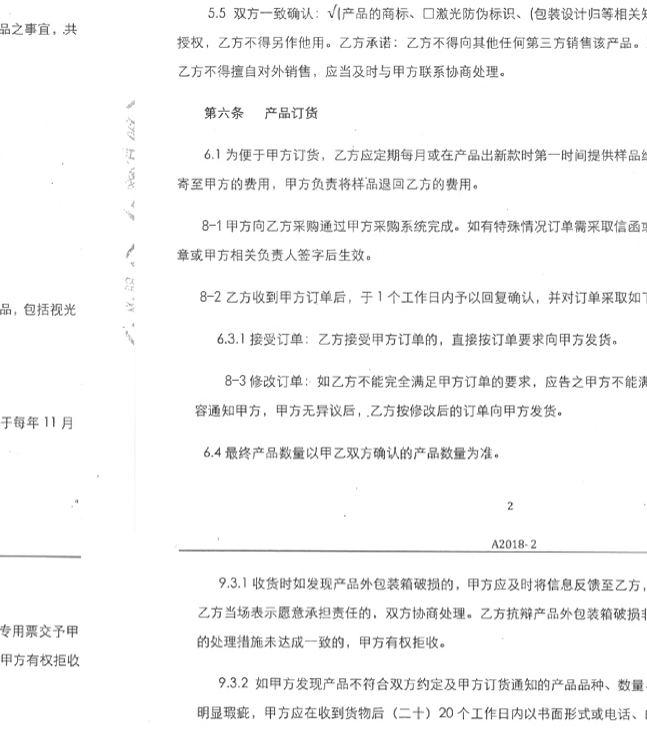 品之事宜，共
品，包括视光
于每年 11 月
专用票交予甲
甲方有权拒收
5.5 双方一致确认：√(产品的商标、□激光防伪标识、(包装设计归等相关
授权，乙方不得另作他用。乙方承诺：乙方不得向其他任何第三方销售该产品。
乙方不得擅自对外销售，应当及时与甲方联系协商处理。
第六条 产品订货
6.1 为便于甲方订货，乙方应定期每月或在产品出新款时第一时间提供样品
寄至甲方的费用，甲方负责将样品退回乙方的费用。
8-1 甲方向乙方采购通过甲方采购系统完成。如有特殊情况订单需采取信函
章或甲方相关负责人签字后生效。
8-2 乙方收到甲方订单后，于 1 个工作日内予以回复确认，并对订单采取如
6.3.1 接受订单：乙方接受甲方订单的，直接按订单要求向甲方发货。
8-3 修改订单：如乙方不能完全满足甲方订单的要求，应告之甲方不能
容通知甲方，甲方无异议后，乙方按修改后的订单向甲方发货。
6.4 最终产品数量以甲乙双方确认的产品数量为准。
2
A2018- 2
9.3.1 收货时如发现产品外包装箱破损的，甲方应及时将信息反馈至乙方，
乙方当场表示愿意承担责任的，双方协商处理。乙方抗辩产品外包装箱破损
的处理措施未达成一致的，甲方有权拒收。
9.3.2 如甲方发现产品不符合双方约定及甲方订货通知的产品品种、数量
明显瑕疵，甲方应在收到货物后（二十）20 个工作日内以书面形式或电话、